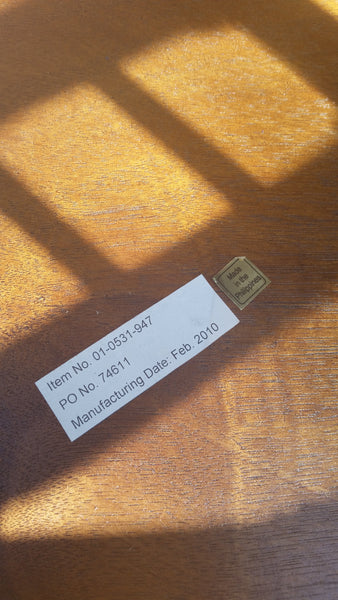 Item No. 01-0531-947
PO No. 74611
Manufacturing Date: Feb. 2010
Made
in the
Philippines